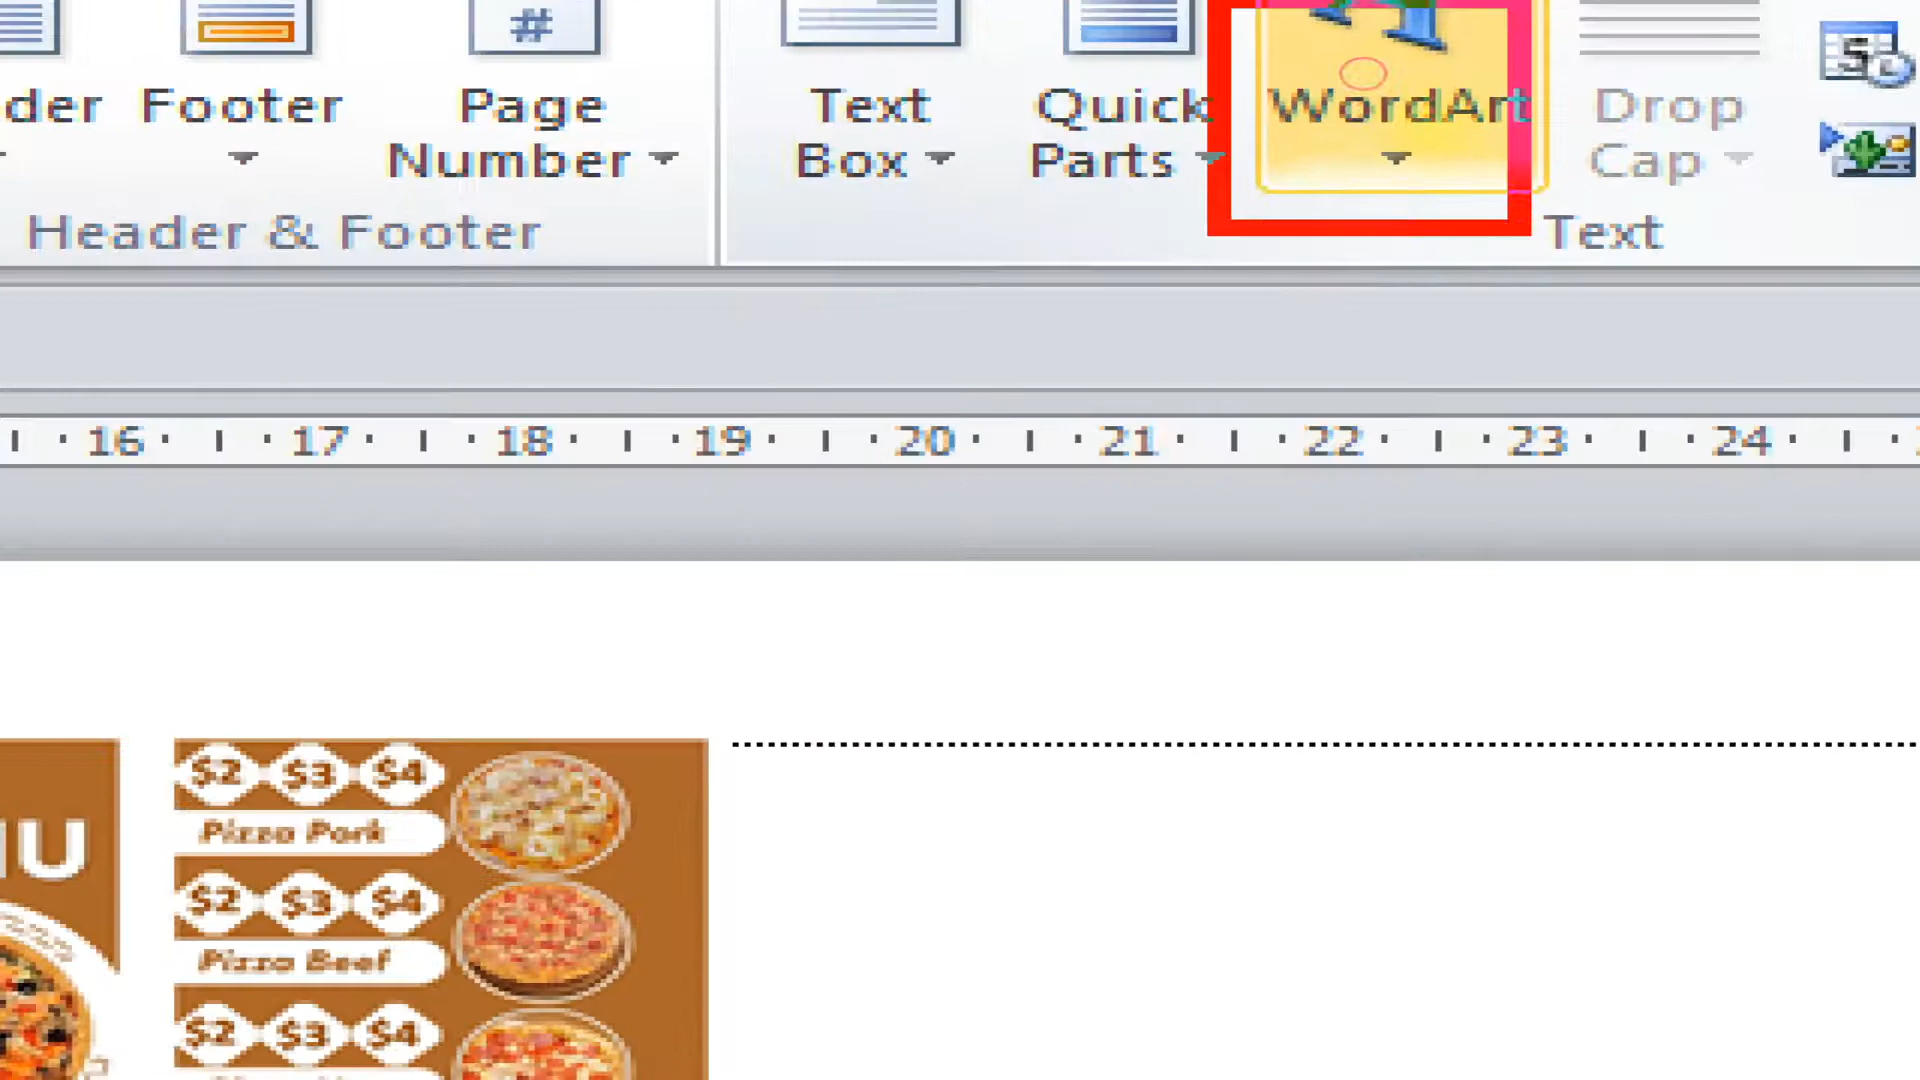 der Footer Page Number Text Box Quick Parts WordArt Drop Cap
Header & Footer Text
16 17 18 19 20 21 22 23 24
NU
$2 $3 $4
Pizza Pork
$2 $3 $4
Pizza Beef
$2 $3 $4